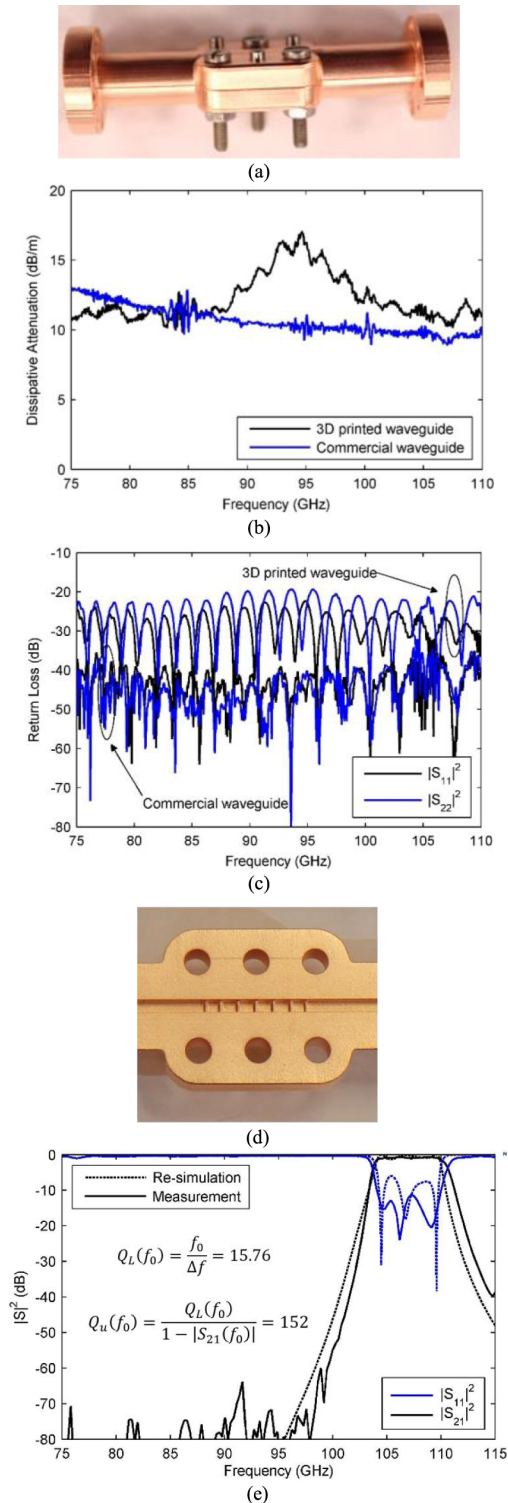 (a)
20
15
10
5
0
Dissipative Attenuation (dB/m)
3D printed waveguide
Commercial waveguide
75 80 85 90 95 100 105 110
Frequency (GHz)
(b)
-10
-20
-30
-40
-50
-60
-70
-80
Return Loss (dB)
3D printed waveguide
Commercial waveguide
|S₁₁|²
|S₂₂|²
75 80 85 90 95 100 105 110
Frequency (GHz)
(c)
(d)
0
-10
-20
-30
-40
-50
-60
-70
-80
|S|² (dB)
Re-simulation
Measurement
Q_L(f₀) = f₀/Δf = 15.76
Q_u(f₀) = Q_L(f₀)/(1 − |S₂₁(f₀)|) = 152
|S₁₁|²
|S₂₁|²
75 80 85 90 95 100 105 110 115
Frequency (GHz)
(e)